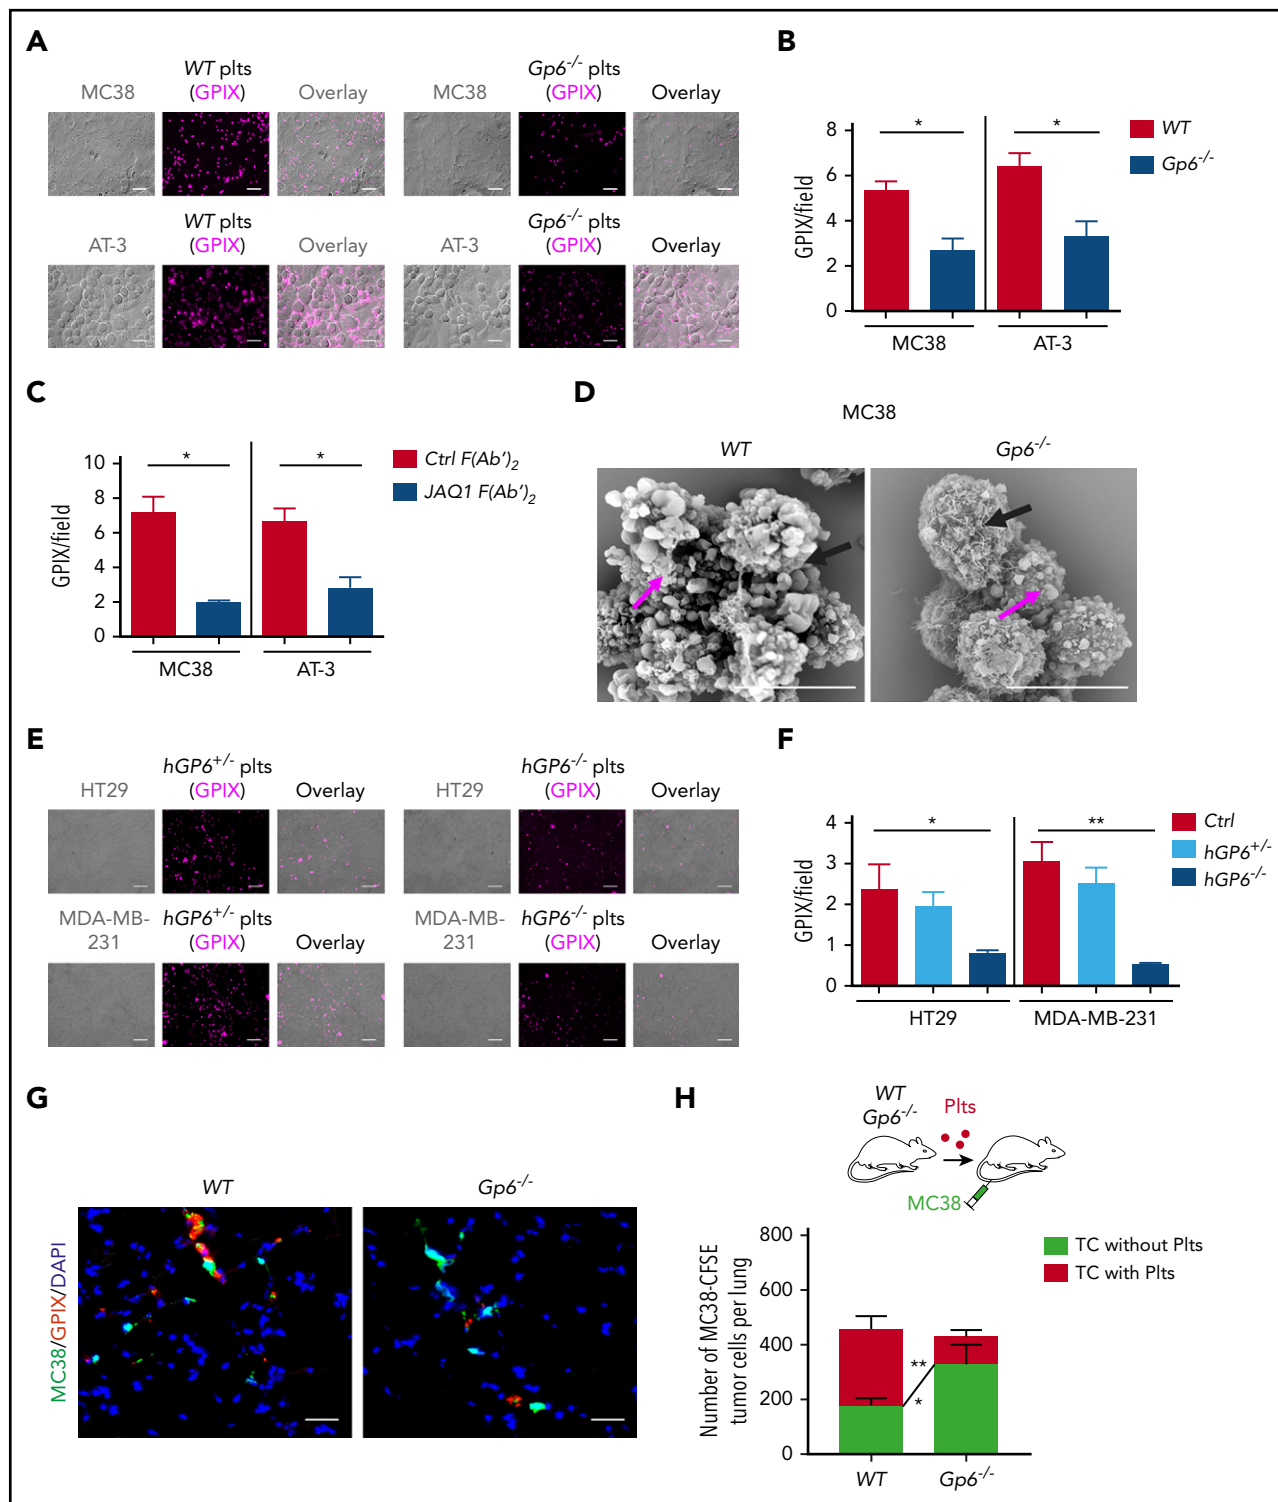 A
WT plts Gp6-/- plts
MC38 (GPIX) Overlay MC38 (GPIX) Overlay
WT plts Gp6-/- plts
AT-3 (GPIX) Overlay AT-3 (GPIX) Overlay
B
GPIX/field
8
6
4
2
0
* *
MC38 AT-3
WT
Gp6-/-
C
GPIX/field
10
8
6
4
2
0
* *
MC38 AT-3
Ctrl F(Ab')2
JAQ1 F(Ab')2
D
MC38
WT Gp6-/-
E
hGP6+/- plts hGP6-/- plts
HT29 (GPIX) Overlay HT29 (GPIX) Overlay
MDA-MB- hGP6+/- plts MDA-MB- hGP6-/- plts
231 (GPIX) Overlay 231 (GPIX) Overlay
F
GPIX/field
4
3
2
1
0
* **
HT29 MDA-MB-231
Ctrl
hGP6+/-
hGP6-/-
G
WT Gp6-/-
MC38/GPIX/DAPI
H
WT
Gp6-/-
Plts
MC38
Number of MC38-CFSE
tumor cells per lung
800
600
400
200
0
**
*
WT Gp6-/-
TC without Plts
TC with Plts